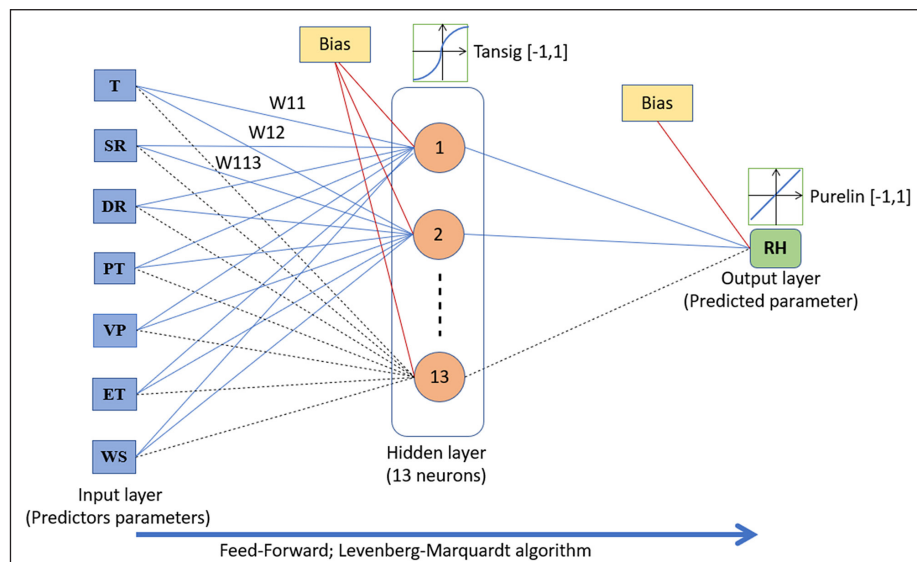 Bias
Tansig [-1,1]
T
W11
SR
W12
W113
DR
PT
VP
ET
WS
1
2
13
Bias
Purelin [-1,1]
RH
Output layer
(Predicted parameter)
Hidden layer
(13 neurons)
Input layer
(Predictors parameters)
Feed-Forward; Levenberg-Marquardt algorithm